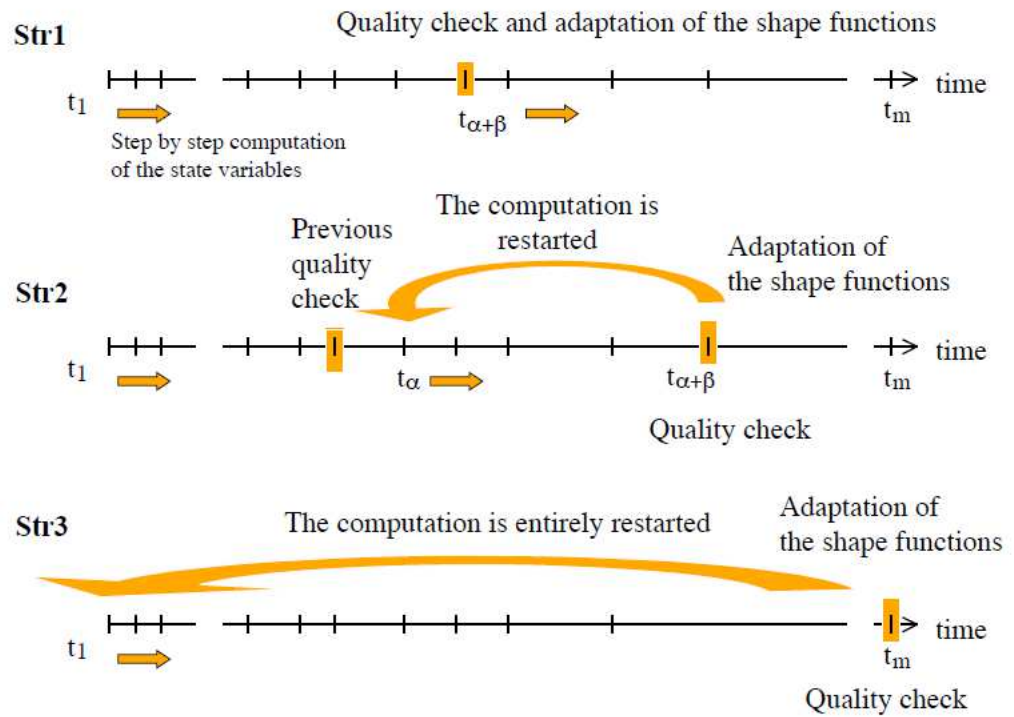 Str1
Quality check and adaptation of the shape functions
t1
tα+β
tm
time
Step by step computation
of the state variables
The computation is
restarted
Previous
quality
check
Adaptation of
the shape functions
Str2
t1
tα
tα+β
tm
time
Quality check
Str3
The computation is entirely restarted
Adaptation of
the shape functions
t1
tm
time
Quality check